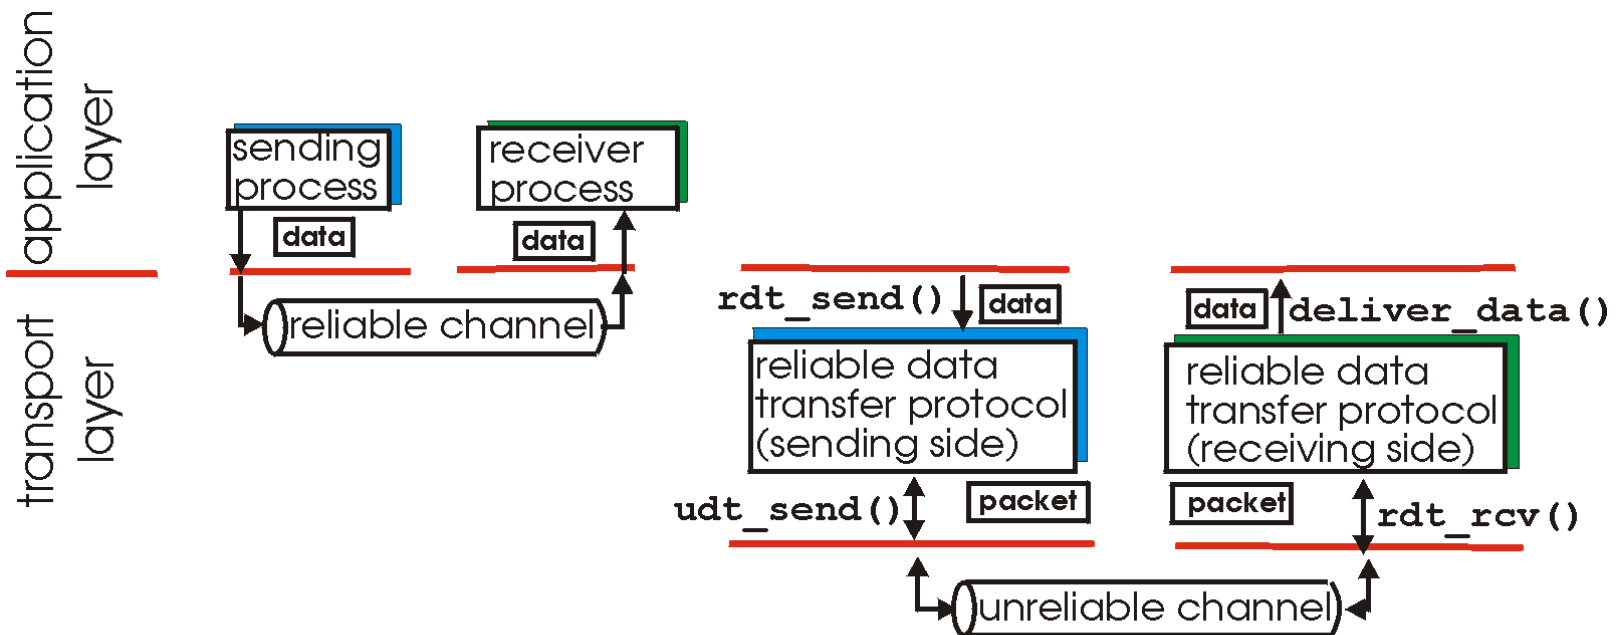 application
layer
transport
layer
sending
process
data
receiver
process
data
reliable channel
rdt_send()
data
reliable data
transfer protocol
(sending side)
udt_send()
packet
data
deliver_data()
reliable data
transfer protocol
(receiving side)
packet
rdt_rcv()
unreliable channel